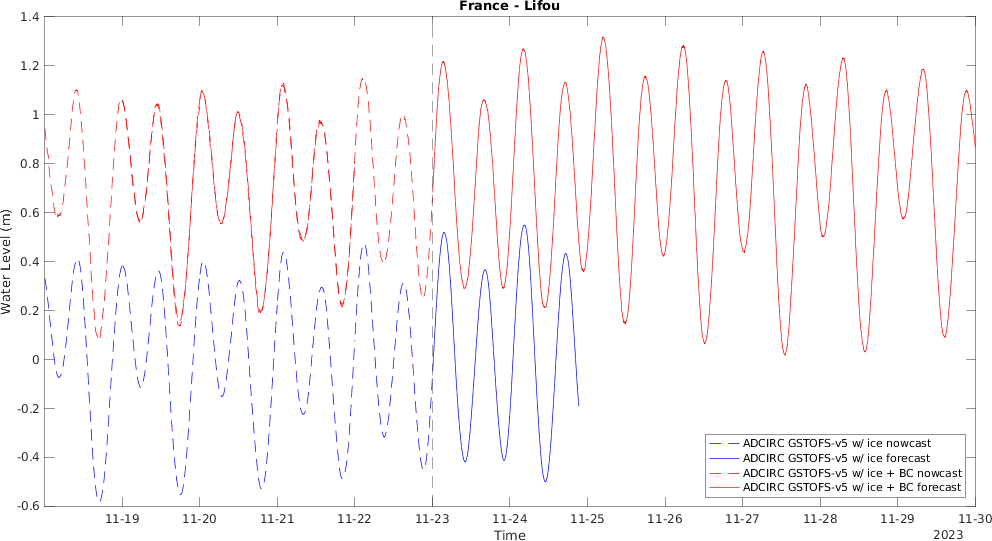 France - Lifou
1.4
1.2
1
0.8
0.6
0.4
0.2
0
-0.2
-0.4
-0.6
Water Level (m)
ADCIRC GSTOFS-v5 w/ ice nowcast
ADCIRC GSTOFS-v5 w/ ice forecast
ADCIRC GSTOFS-v5 w/ ice + BC nowcast
ADCIRC GSTOFS-v5 w/ ice + BC forecast
11-19 11-20 11-21 11-22 11-23 11-24 11-25 11-26 11-27 11-28 11-29 11-30
Time
2023